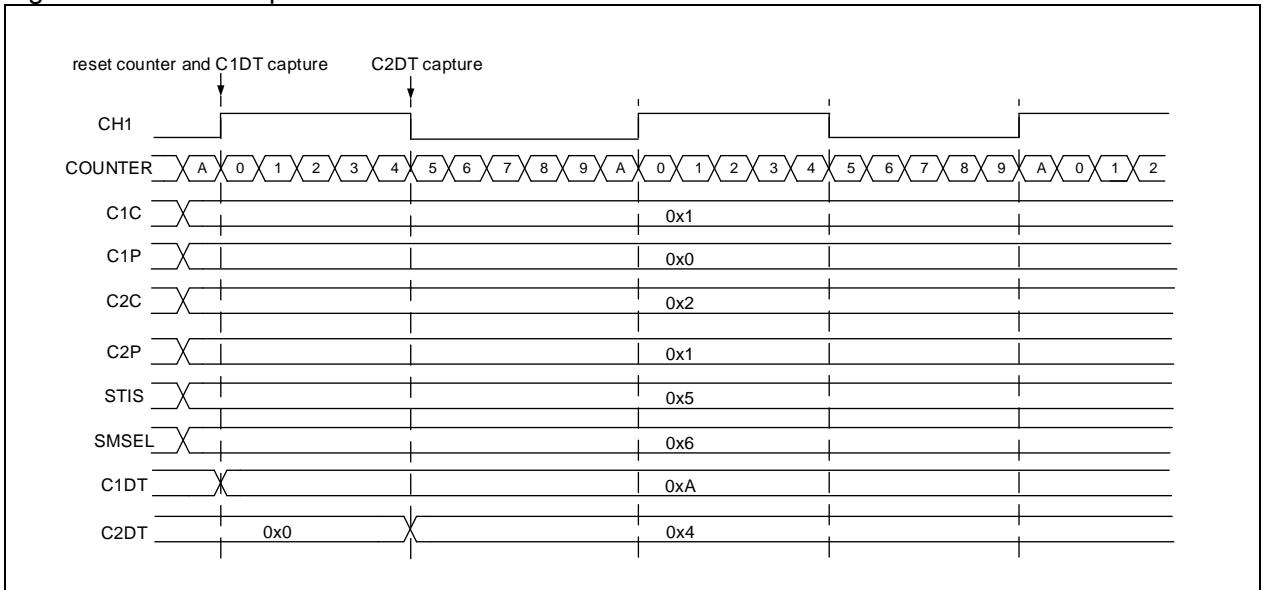 reset counter and C1DT capture C2DT capture
CH1
COUNTER A 0 1 2 3 4 5 6 7 8 9 A 0 1 2 3 4 5 6 7 8 9 A 0 1 2
C1C 0x1
C1P 0x0
C2C 0x2
C2P 0x1
STIS 0x5
SMSEL 0x6
C1DT 0xA
C2DT 0x0 0x4